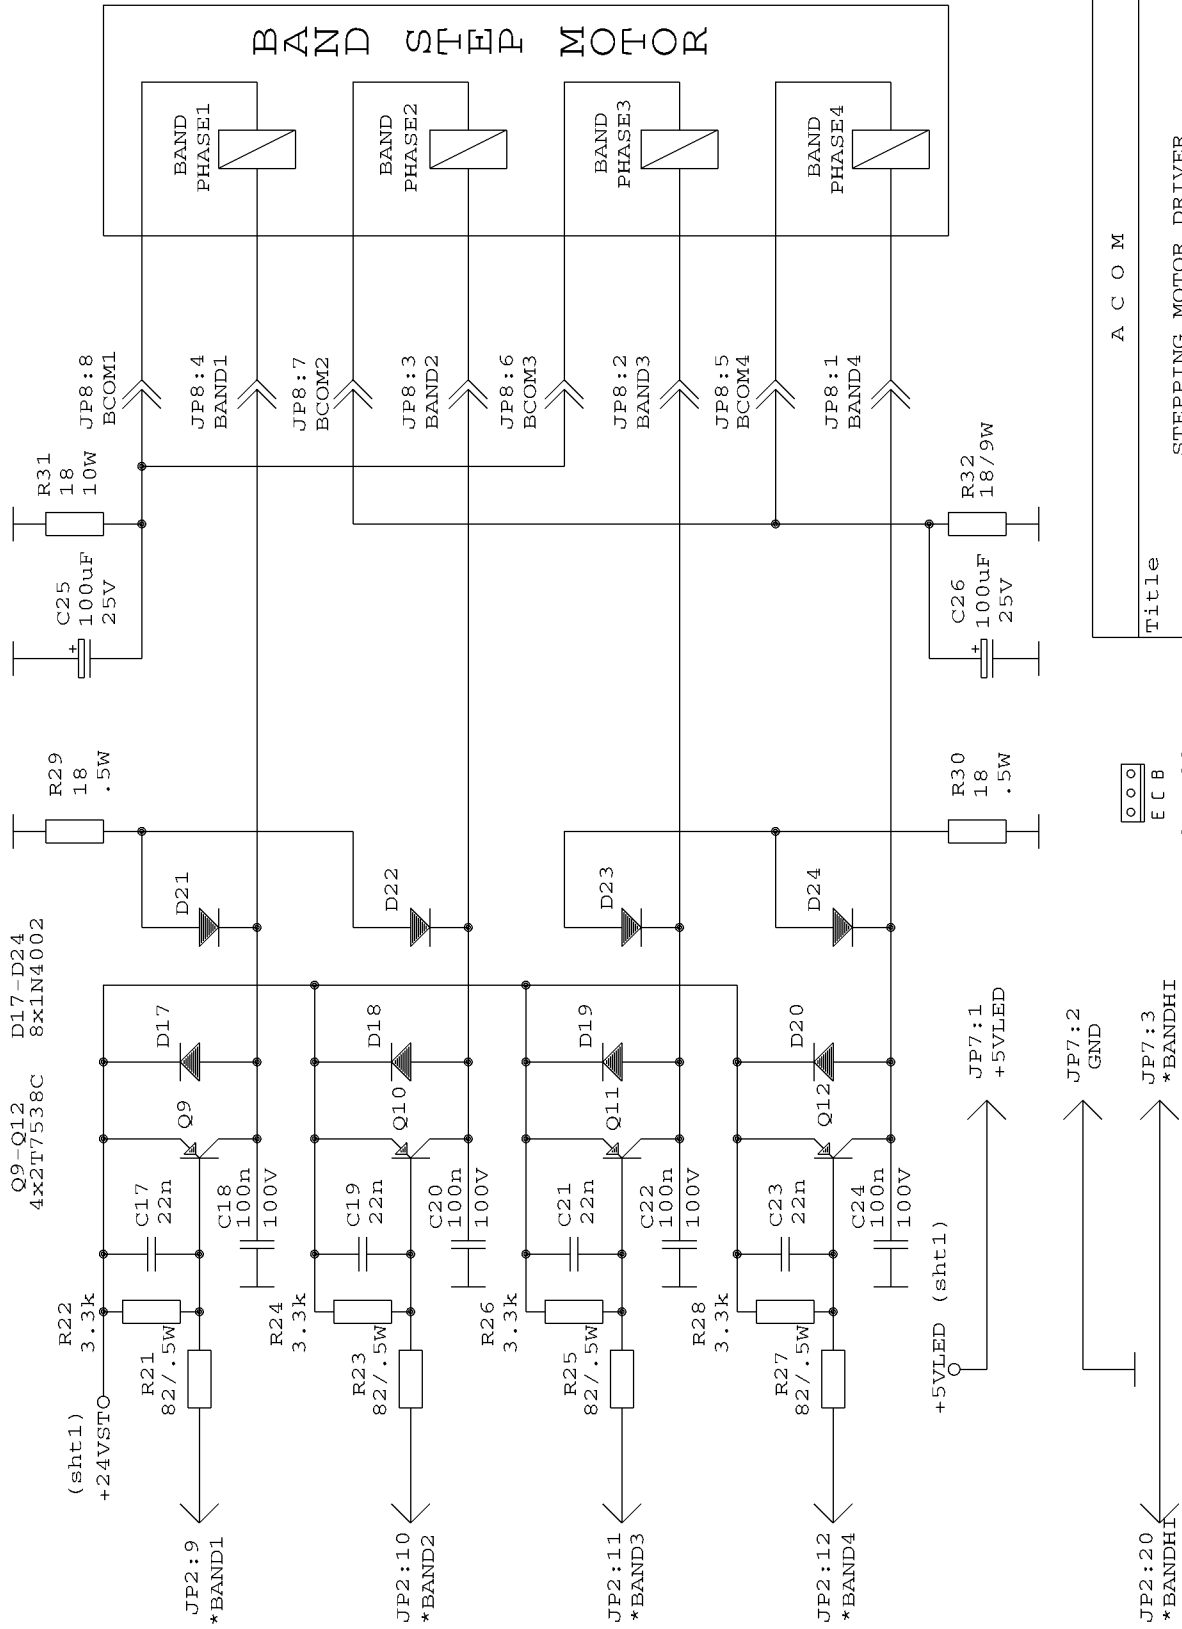 BAND STEP MOTOR
BAND
PHASE1
BAND
PHASE2
BAND
PHASE3
BAND
PHASE4
JP8:8
BCOM1
JP8:4
BAND1
JP8:7
BCOM2
JP8:3
BAND2
JP8:6
BCOM3
JP8:2
BAND3
JP8:5
BCOM4
JP8:1
BAND4
R31
18
10W
C25
100uF
25V
+
R32
18/9W
C26
100uF
25V
+
R29
18
.5W
R30
18
.5W
D21
D22
D23
D24
Q9-Q12
4x2T7538C
D17-D24
8x1N4002
D17
D18
D19
D20
Q9
Q10
Q11
Q12
C17
22n
C18
100n
100V
C19
22n
C20
100n
100V
C21
22n
C22
100n
100V
C23
22n
C24
100n
100V
R22
3.3k
R21
82/.5W
R24
3.3k
R23
82/.5W
R26
3.3k
R25
82/.5W
R28
3.3k
R27
82/.5W
(sht1)
+24VST
JP2:9
*BAND1
JP2:10
*BAND2
JP2:11
*BAND3
JP2:12
*BAND4
+5VLED (sht1)
JP7:1
+5VLED
JP7:2
GND
JP7:3
*BANDHI
JP2:20
*BANDHI
E C B
A C O M
Title
STEPPING MOTOR DRIVER